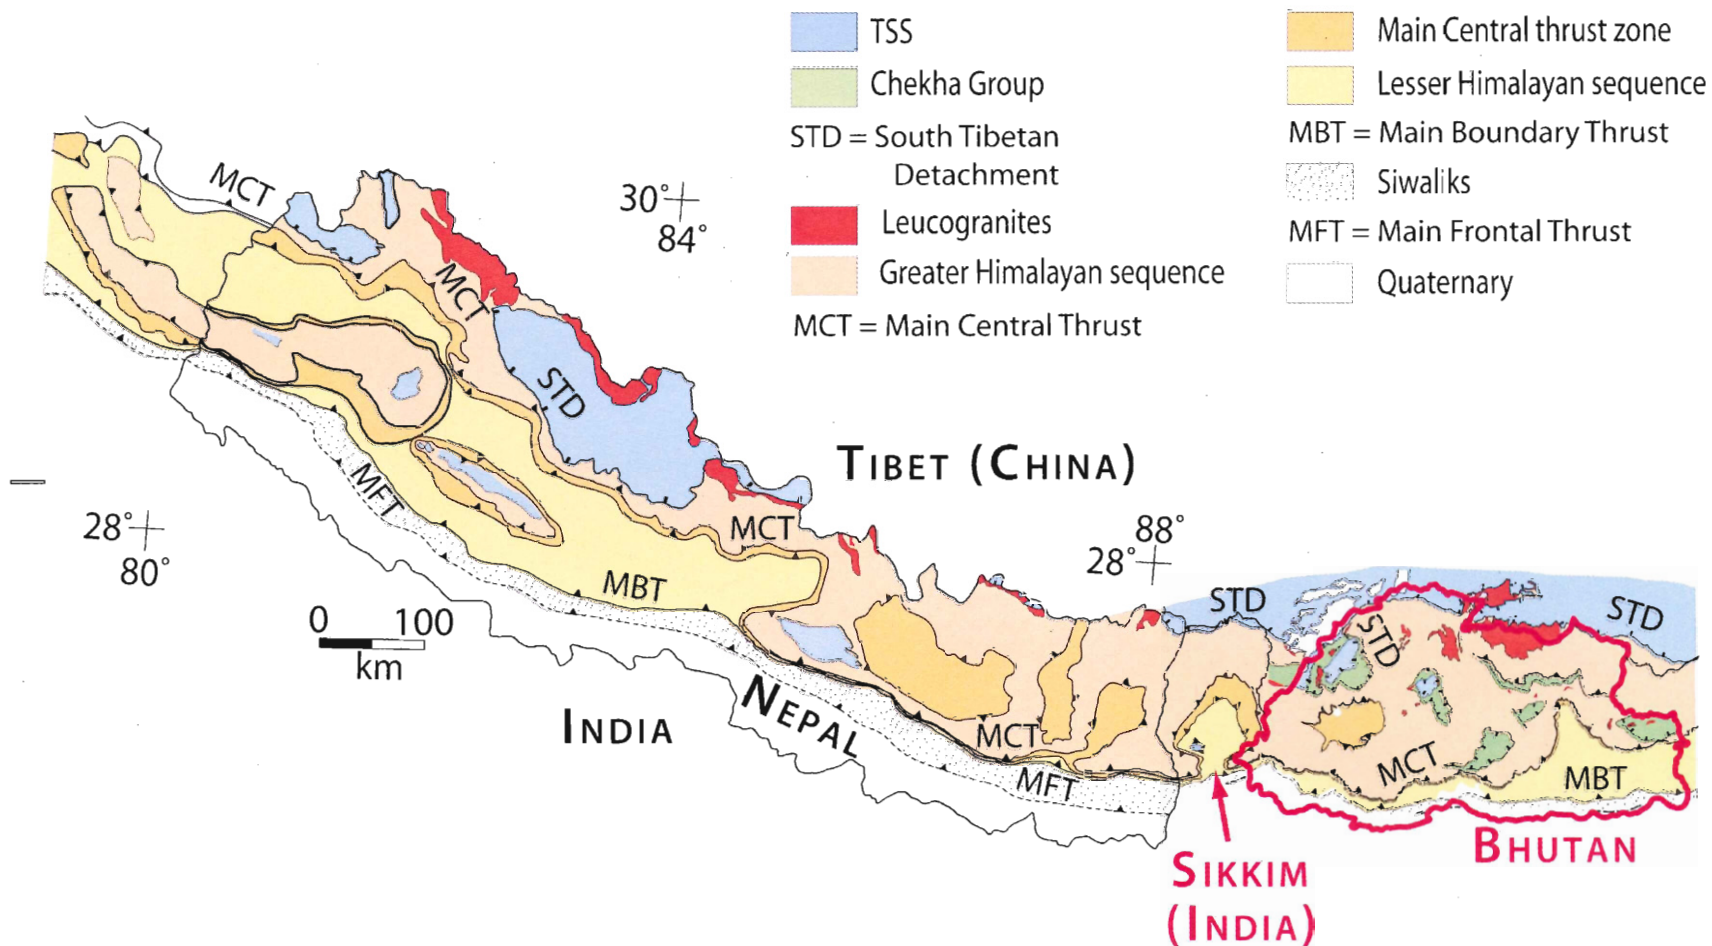 TSS
Chekha Group
STD = South Tibetan
Detachment
Leucogranites
Greater Himalayan sequence
MCT = Main Central Thrust
Main Central thrust zone
Lesser Himalayan sequence
MBT = Main Boundary Thrust
Siwaliks
MFT = Main Frontal Thrust
Quaternary
MCT
30°
84°
MCT
STD
TIBET (CHINA)
MFT
28°
80°
MCT
88°
28°
MBT
STD
STD
STD
0 100
km
INDIA
NEPAL
MCT
MCT
MFT
MBT
SIKKIM
(INDIA)
BHUTAN